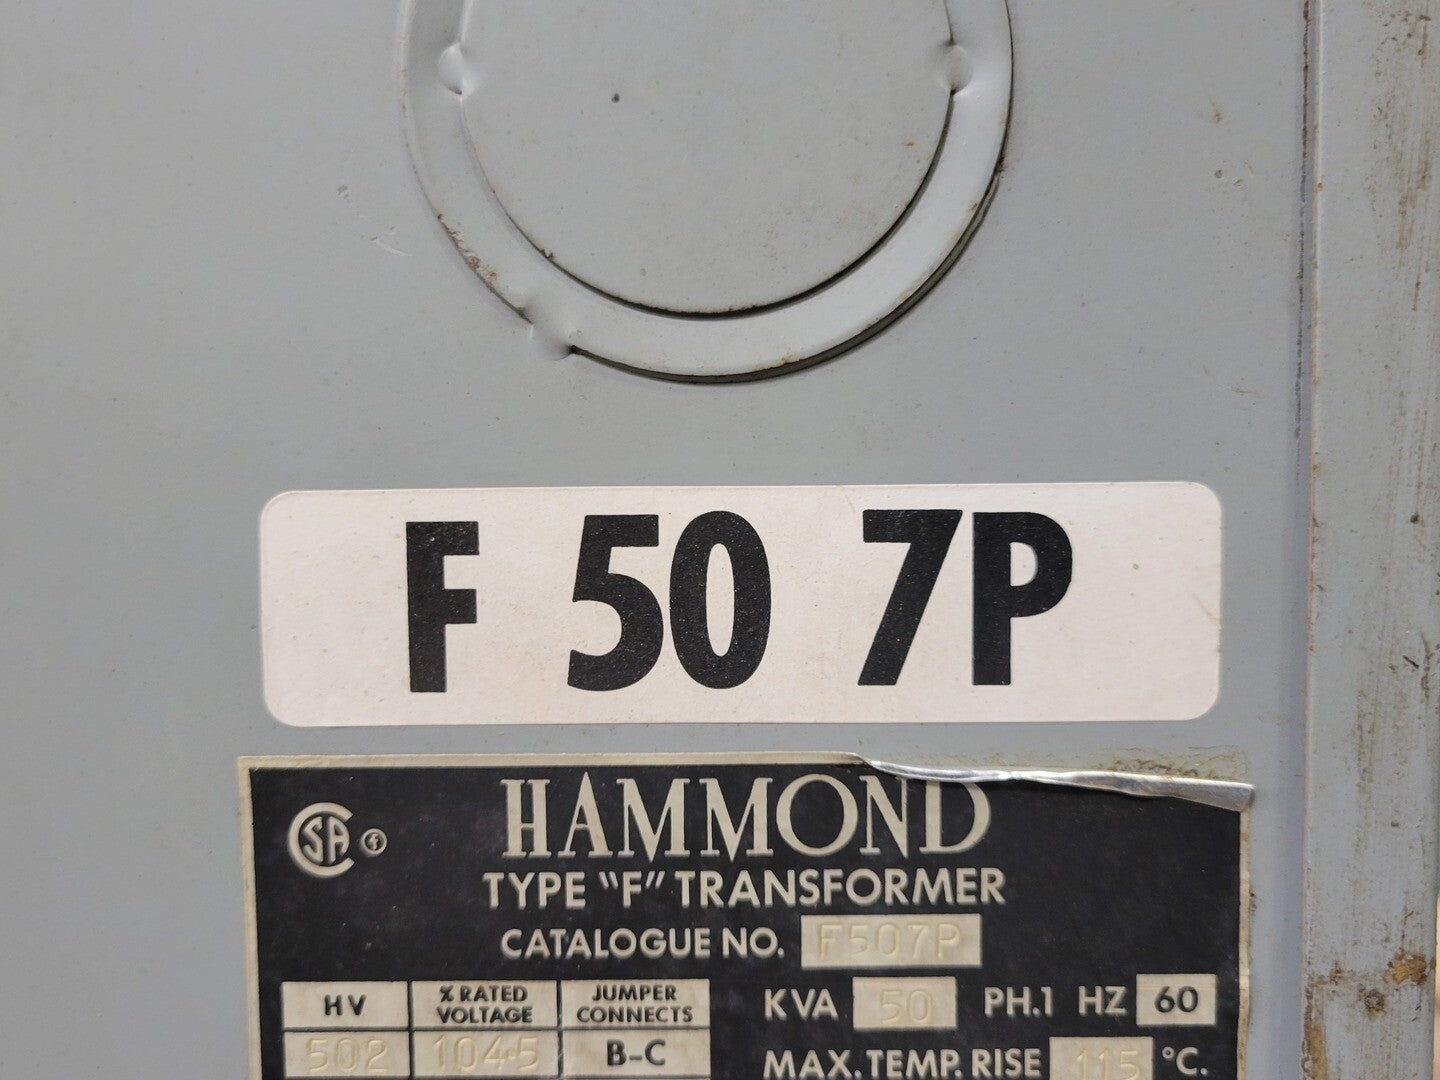 F 50 7P
CSA
HAMMOND
TYPE "F" TRANSFORMER
CATALOGUE NO. F507P
HV % RATED VOLTAGE JUMPER CONNECTS
502 104.5 B-C
KVA 50 PH.1 HZ 60
MAX. TEMP. RISE 115 °C.